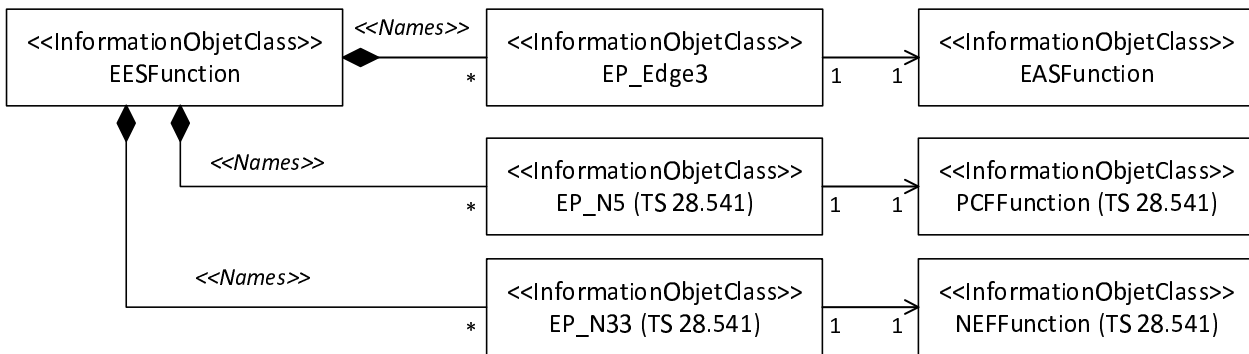 <<InformationObjetClass>>
EESFunction
<<Names>>
*
<<InformationObjetClass>>
EP_Edge3
1 1
<<InformationObjetClass>>
EASFunction
<<Names>>
*
<<InformationObjetClass>>
EP_N5 (TS 28.541)
1 1
<<InformationObjetClass>>
PCFFunction (TS 28.541)
<<Names>>
*
<<InformationObjetClass>>
EP_N33 (TS 28.541)
1 1
<<InformationObjetClass>>
NEFFunction (TS 28.541)